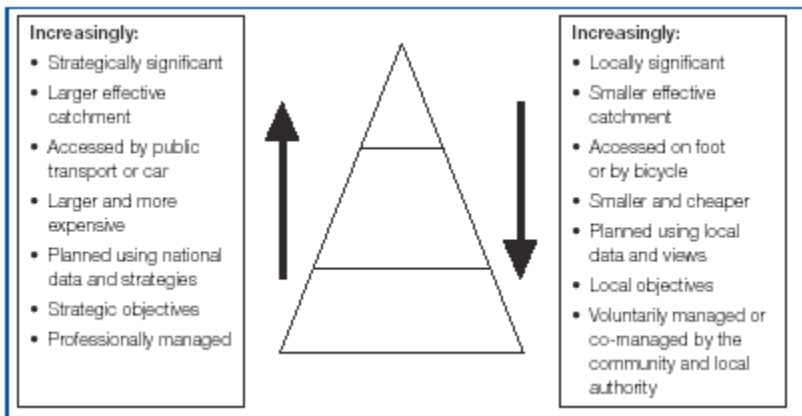 Increasingly:
• Strategically significant
• Larger effective
catchment
• Accessed by public
transport or car
• Larger and more
expensive
• Planned using national
data and strategies
• Strategic objectives
• Professionally managed
Increasingly:
• Locally significant
• Smaller effective
catchment
• Accessed on foot
or by bicycle
• Smaller and cheaper
• Planned using local
data and views
• Local objectives
• Voluntarily managed or
co-managed by the
community and local
authority